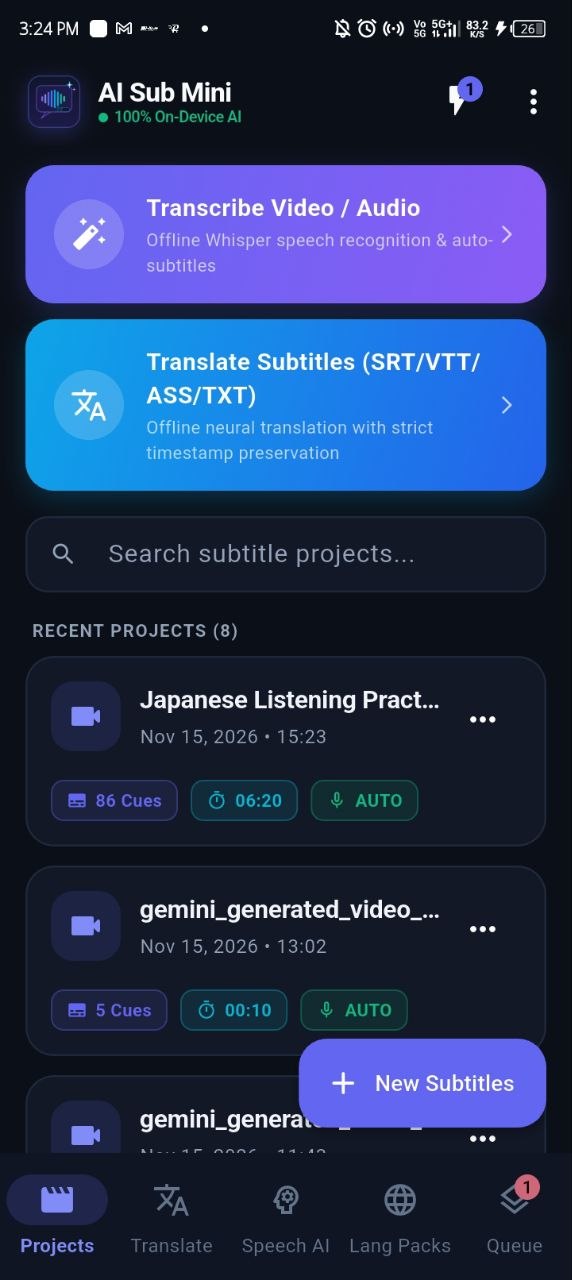 3:24 PM
Vo 5G 5G+ 83.2 K/S 26
AI Sub Mini
1
100% On-Device AI
Transcribe Video / Audio
Offline Whisper speech recognition & auto-
subtitles
Translate Subtitles (SRT/VTT/
ASS/TXT)
Offline neural translation with strict
timestamp preservation
Search subtitle projects...
RECENT PROJECTS (8)
Japanese Listening Pract...
Nov 15, 2026 • 15:23
86 Cues 06:20 AUTO
gemini_generated_video_...
Nov 15, 2026 • 13:02
5 Cues 00:10 AUTO
New Subtitles
1
Projects Translate Speech AI Lang Packs Queue